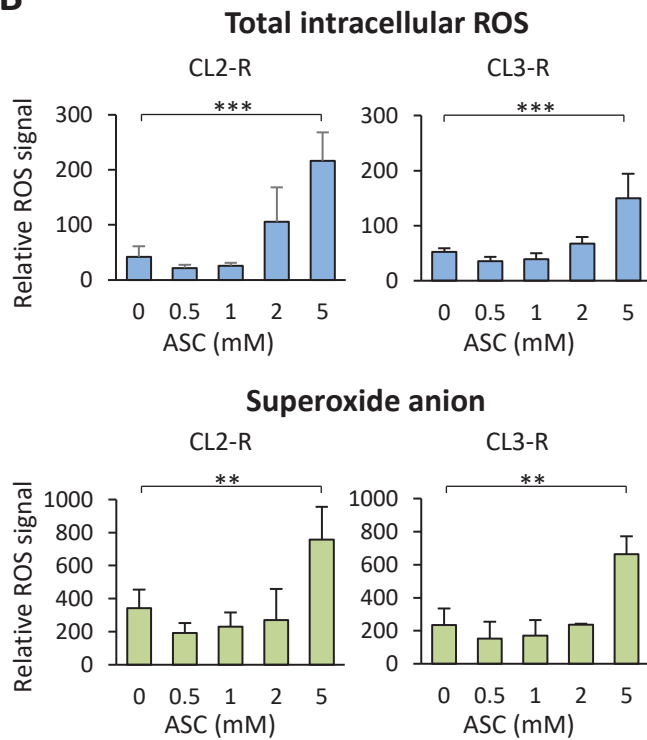 B
Total intracellular ROS
CL2-R CL3-R
Relative ROS signal
300
200
100
0
***
0 0.5 1 2 5
ASC (mM)
300
200
100
0
***
0 0.5 1 2 5
ASC (mM)
Superoxide anion
CL2-R CL3-R
Relative ROS signal
1000
800
600
400
200
0
**
0 0.5 1 2 5
ASC (mM)
1000
800
600
400
200
0
**
0 0.5 1 2 5
ASC (mM)